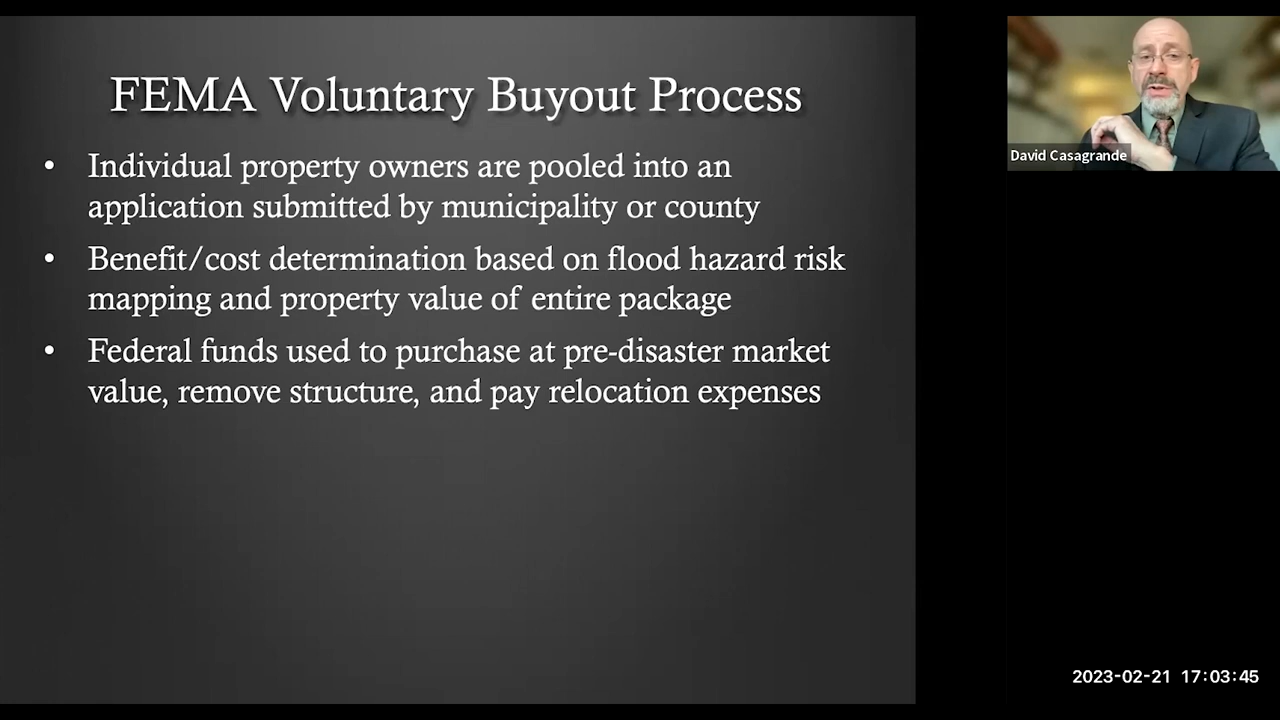 FEMA Voluntary Buyout Process
• Individual property owners are pooled into an
application submitted by municipality or county
• Benefit/cost determination based on flood hazard risk
mapping and property value of entire package
• Federal funds used to purchase at pre-disaster market
value, remove structure, and pay relocation expenses
David Casagrande
2023-02-21 17:03:45